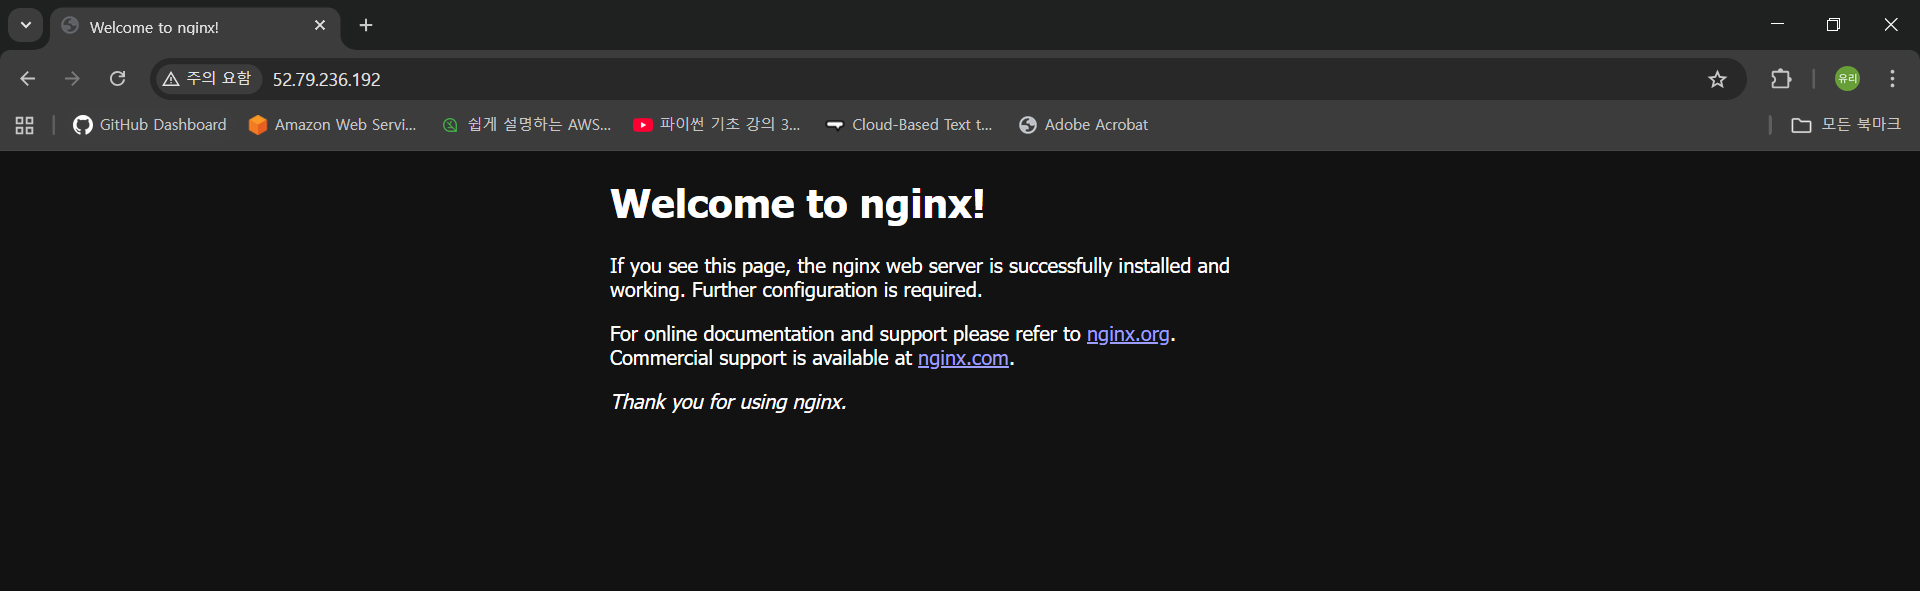 Welcome to nginx!
주의 요함 52.79.236.192
유리
GitHub Dashboard Amazon Web Servi... 쉽게 설명하는 AWS... 파이썬 기초 강의 3... Cloud-Based Text t... Adobe Acrobat 모든 북마크
Welcome to nginx!
If you see this page, the nginx web server is successfully installed and
working. Further configuration is required.
For online documentation and support please refer to nginx.org.
Commercial support is available at nginx.com.
Thank you for using nginx.